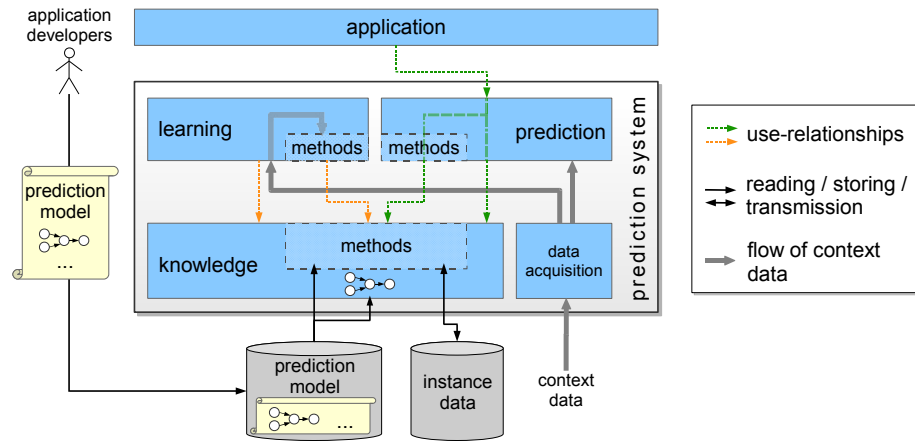 application
developers
application
learning
methods
methods
prediction
prediction system
prediction
model
...
knowledge
methods
data
acquisition
prediction
model
...
instance
data
context
data
use-relationships
reading / storing /
transmission
flow of context
data